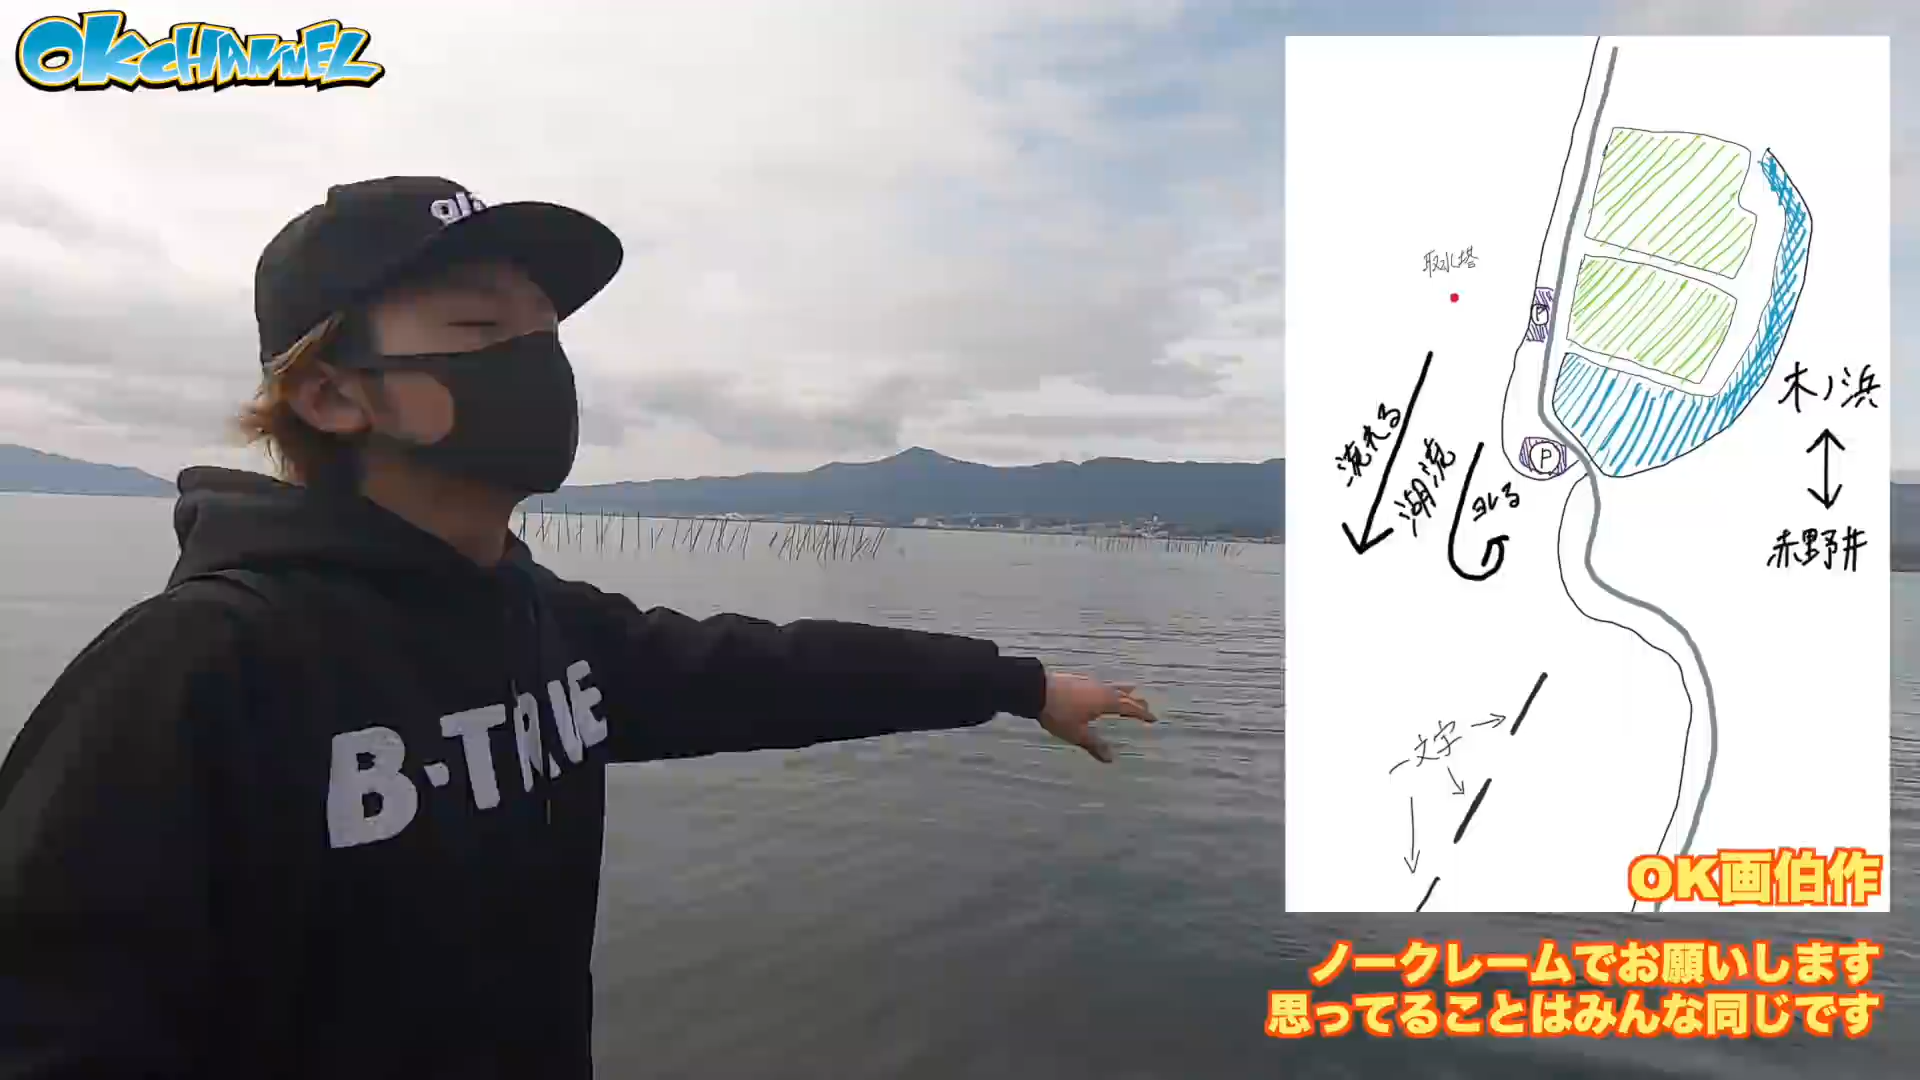 OK CHANNEL
B・TRUE
取水塔
P
P
流れる
湖流
ヨレる
木ノ浜
赤野井
一文字
OK画伯作
ノークレームでお願いします
思ってることはみんな同じです